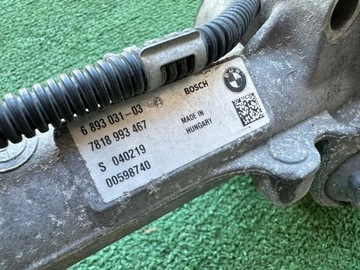 6 893 031-03
BOSCH
7818 993 467
MADE IN
HUNGARY
S 040219
00598740